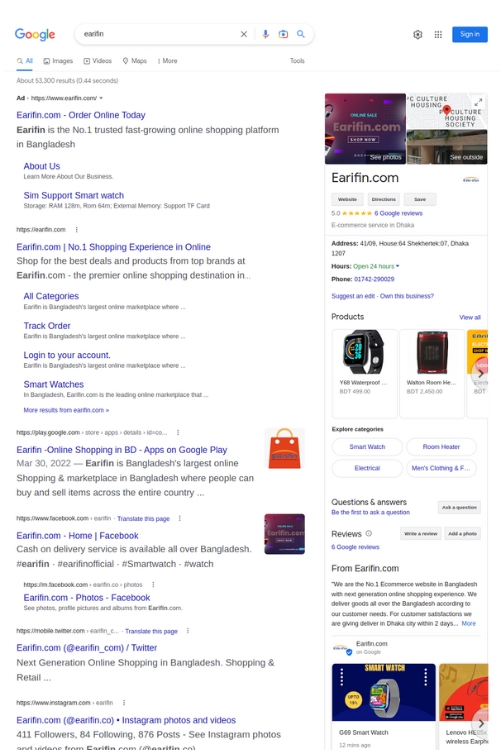 Google
earifin
Sign in
All
Images
Videos
Maps
More
Tools
About 53,300 results (0.44 seconds)
Ad · https://www.earifin.com/
Earifin.com - Order Online Today
Earifin is the No.1 trusted fast-growing online shopping platform
in Bangladesh
About Us
Learn More About Our Business.
Sim Support Smart watch
Storage: RAM 128m, Rom 64m; External Memory: Support TF Card
https://earifin.com
Earifin.com | No.1 Shopping Experience in Online
Shop for the best deals and products from top brands at
Earifin.com - the premier online shopping destination in...
All Categories
Earifin is Bangladesh's largest online marketplace where ...
Track Order
Earifin is Bangladesh's largest online marketplace where ...
Login to your account.
Earifin is Bangladesh's largest online marketplace where ...
Smart Watches
In Bangladesh, Earifin.com is the leading online marketplace that ...
More results from earifin.com »
https://play.google.com › store › apps › details › id=co...
Earifin -Online Shopping in BD - Apps on Google Play
Mar 30, 2022 — Earifin is Bangladesh's largest online
Shopping & marketplace in Bangladesh where people can
buy and sell items across the entire country ...
https://www.facebook.com › earifin · Translate this page
Earifin.com - Home | Facebook
Cash on delivery service is available all over Bangladesh.
#earifin · #earifinofficial · #Smartwatch · #watch
https://m.facebook.com › earifin.co › photos
Earifin.com - Photos - Facebook
See photos, profile pictures and albums from Earifin.com.
https://mobile.twitter.com › earifin_c... · Translate this page
Earifin.com (@earifin_com) / Twitter
Next Generation Online Shopping in Bangladesh. Shopping &
Retail ...
https://www.instagram.com › earifin
Earifin.com (@earifin.co) • Instagram photos and videos
411 Followers, 84 Following, 876 Posts - See Instagram photos
and videos from Earifin.com (@earifin.co)
ONLINE SALE
Earifin.com
SHOP NOW
See photos
PC CULTURE
HOUSING
PC CULTURE
HOUSING
SOCIETY
See outside
Earifin.com
Website
Directions
Save
5.0 ★★★★★ 6 Google reviews
E-commerce service in Dhaka
Address: 41/09, House:64 Shekhertek:07, Dhaka
1207
Hours: Open 24 hours
Phone: 01742-290029
Suggest an edit · Own this business?
Products
View all
Y68 Waterproof ...
BDT 499.00
Walton Room He...
BDT 2,450.00
Electri
BDT
Explore categories
Smart Watch
Room Heater
Electrical
Men's Clothing & F...
Questions & answers
Be the first to ask a question
Ask a question
Reviews
Write a review
Add a photo
6 Google reviews
From Earifin.com
"We are the No.1 Ecommerce website in Bangladesh
with next generation online shopping experience. We
deliver goods all over the Bangladesh according to
our customer needs. For customer satisfactions we
are giving deliver in Dhaka city within 2 days... More
Earifin.com
on Google
SMART WATCH
UPTO
G69 Smart Watch
12 mins ago
wireless Earph